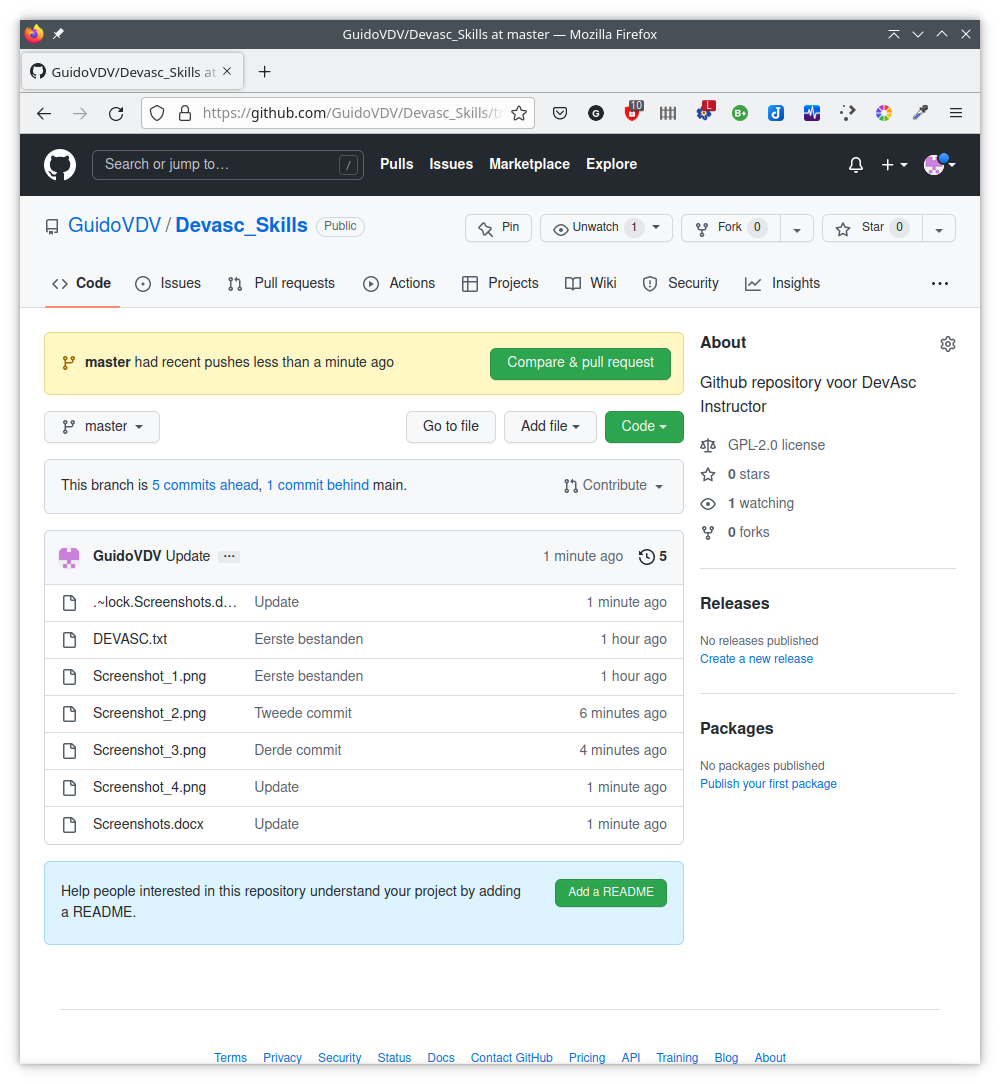 GuidoVDV/Devasc_Skills at master — Mozilla Firefox
GuidoVDV/Devasc_Skills at
https://github.com/GuidoVDV/Devasc_Skills/tr
10 L G B+
Search or jump to… / Pulls Issues Marketplace Explore
GuidoVDV / Devasc_Skills Public Pin Unwatch 1 Fork 0 Star 0
Code Issues Pull requests Actions Projects Wiki Security Insights
master had recent pushes less than a minute ago Compare & pull request
master Go to file Add file Code
This branch is 5 commits ahead, 1 commit behind main. Contribute
GuidoVDV Update … 1 minute ago 5
.~lock.Screenshots.d… Update 1 minute ago
DEVASC.txt Eerste bestanden 1 hour ago
Screenshot_1.png Eerste bestanden 1 hour ago
Screenshot_2.png Tweede commit 6 minutes ago
Screenshot_3.png Derde commit 4 minutes ago
Screenshot_4.png Update 1 minute ago
Screenshots.docx Update 1 minute ago
Help people interested in this repository understand your project by adding
a README.
Add a README
About
Github repository voor DevAsc
Instructor
GPL-2.0 license
0 stars
1 watching
0 forks
Releases
No releases published
Create a new release
Packages
No packages published
Publish your first package
Terms Privacy Security Status Docs Contact GitHub Pricing API Training Blog About